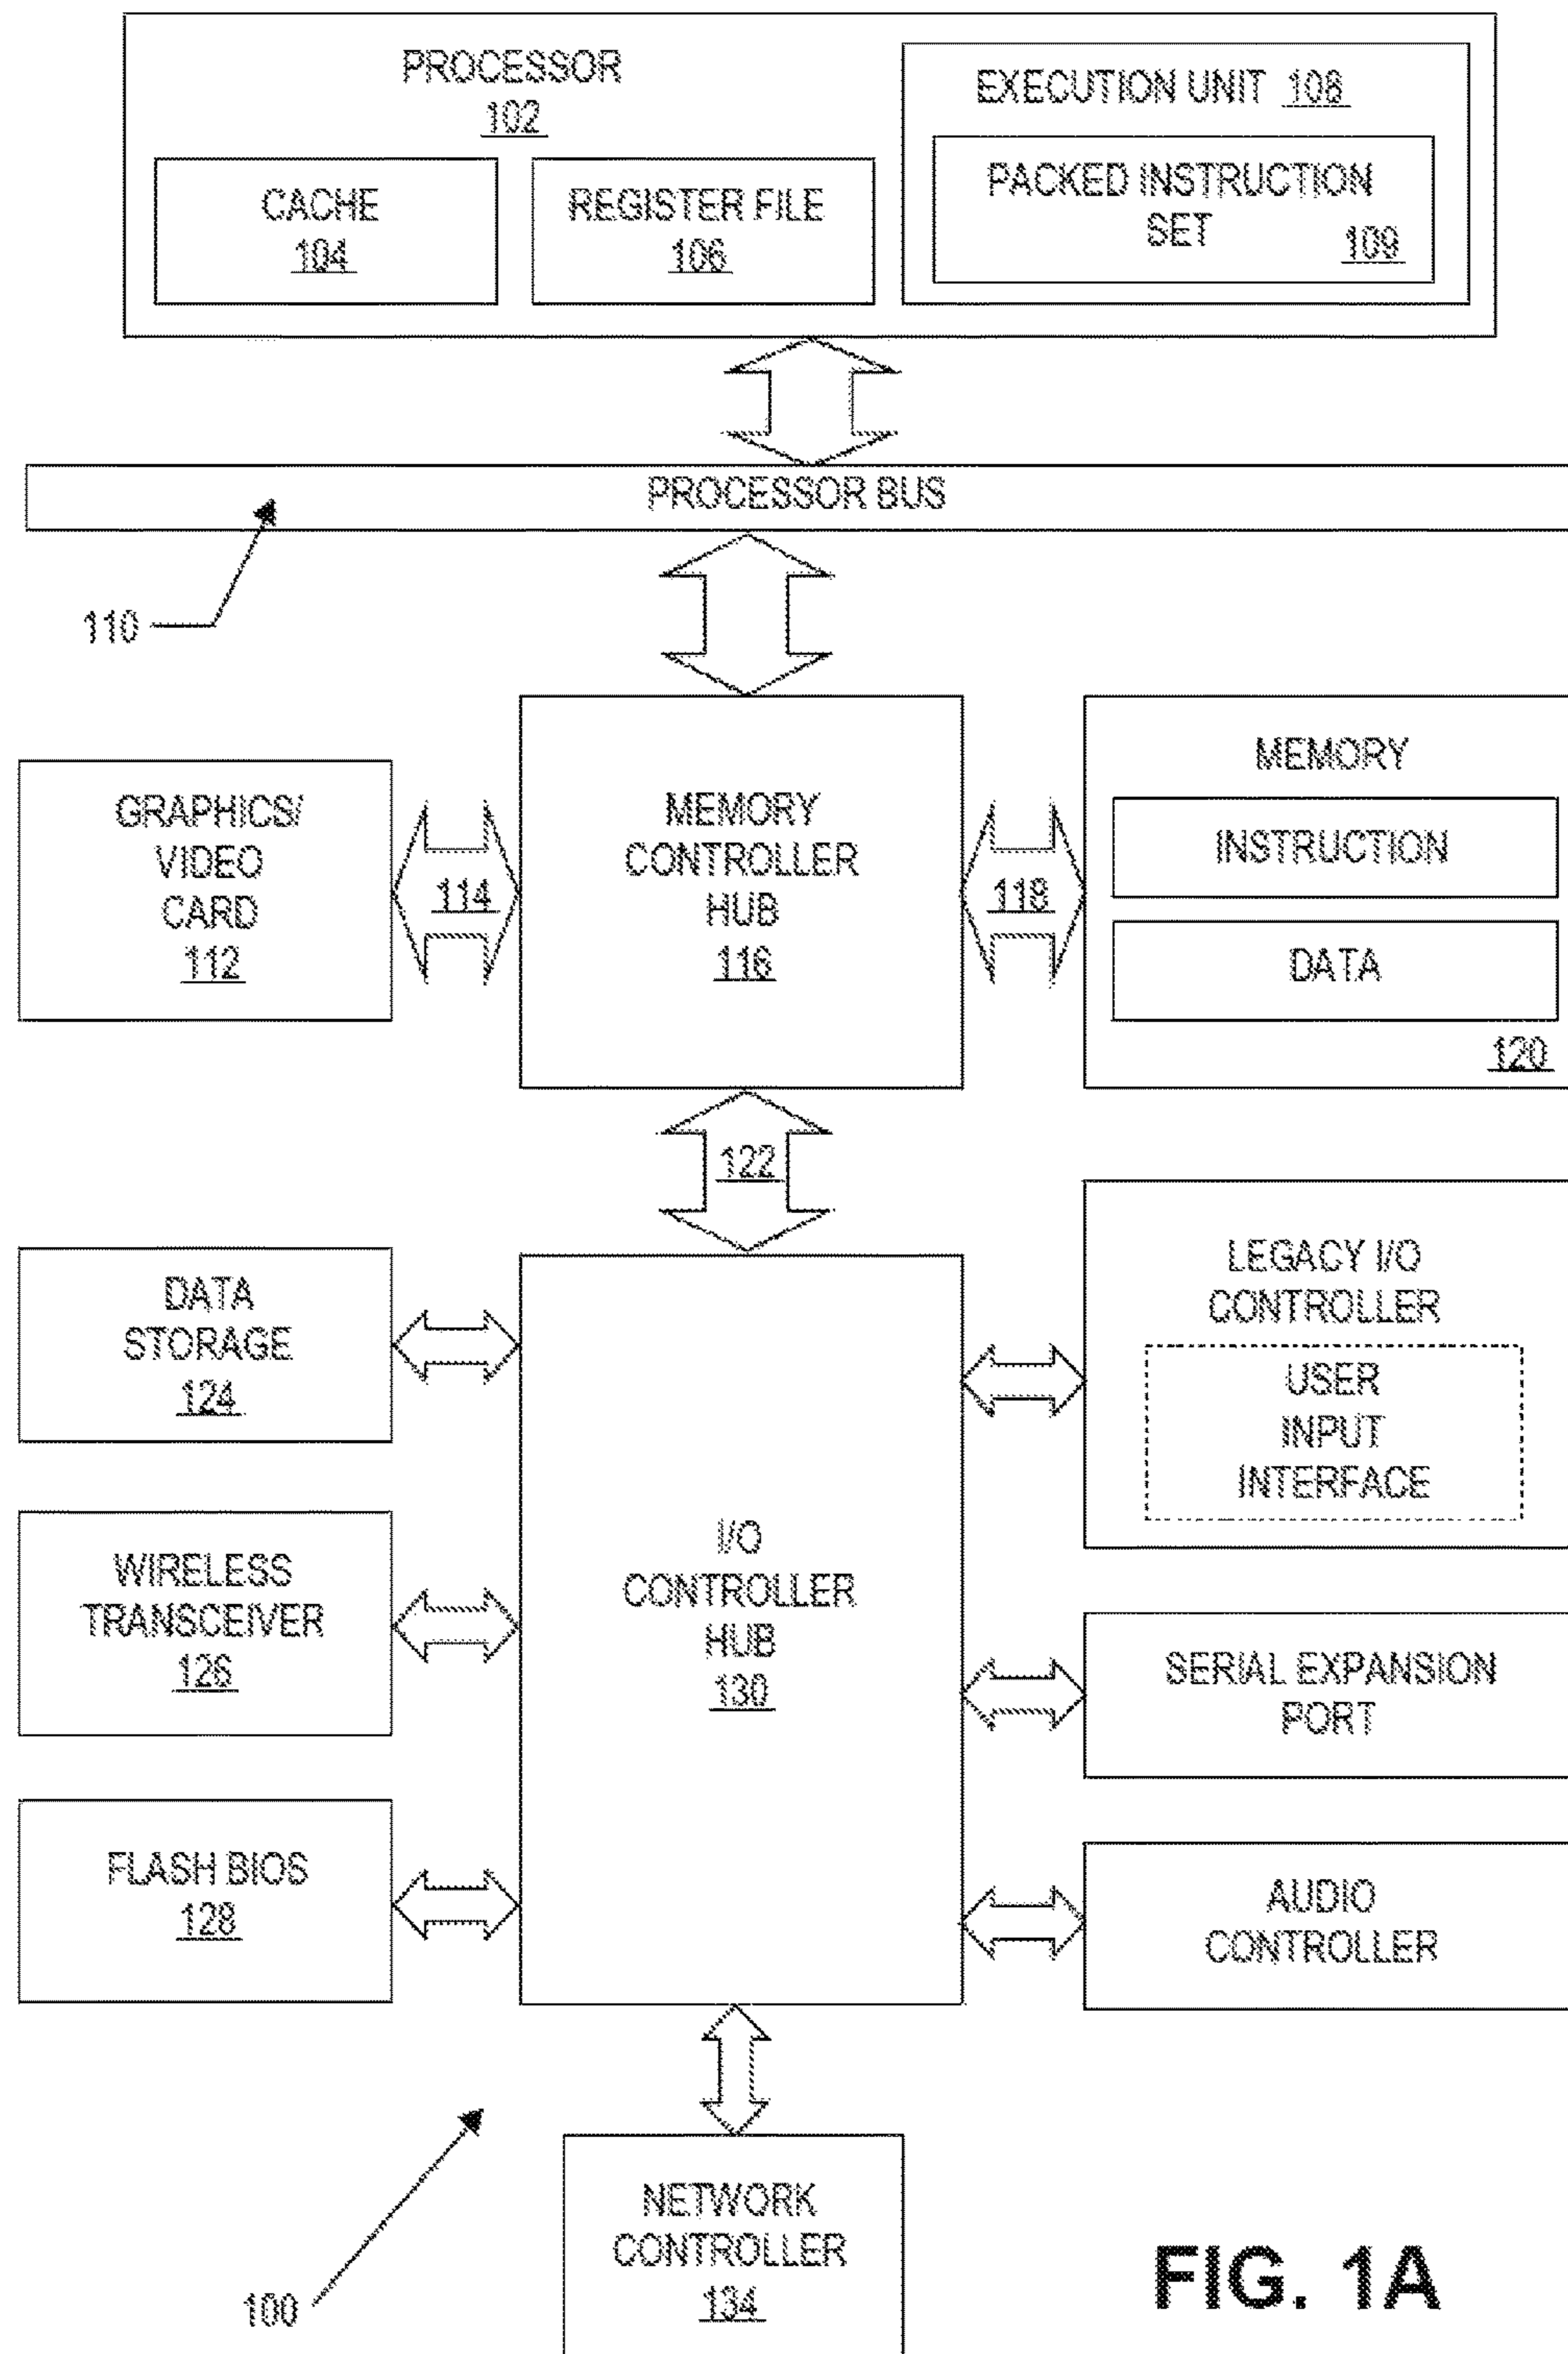 PROCESSOR
102
CACHE
104
REGISTER FILE
106
EXECUTION UNIT 108
PACKED INSTRUCTION
SET
109
PROCESSOR BUS
110
GRAPHICS/
VIDEO
CARD
112
114
MEMORY
CONTROLLER
HUB
116
118
MEMORY
INSTRUCTION
DATA
120
122
DATA
STORAGE
124
WIRELESS
TRANSCEIVER
126
FLASH BIOS
128
I/O
CONTROLLER
HUB
130
LEGACY I/O
CONTROLLER
USER
INPUT
INTERFACE
SERIAL EXPANSION
PORT
AUDIO
CONTROLLER
NETWORK
CONTROLLER
134
100
FIG. 1A